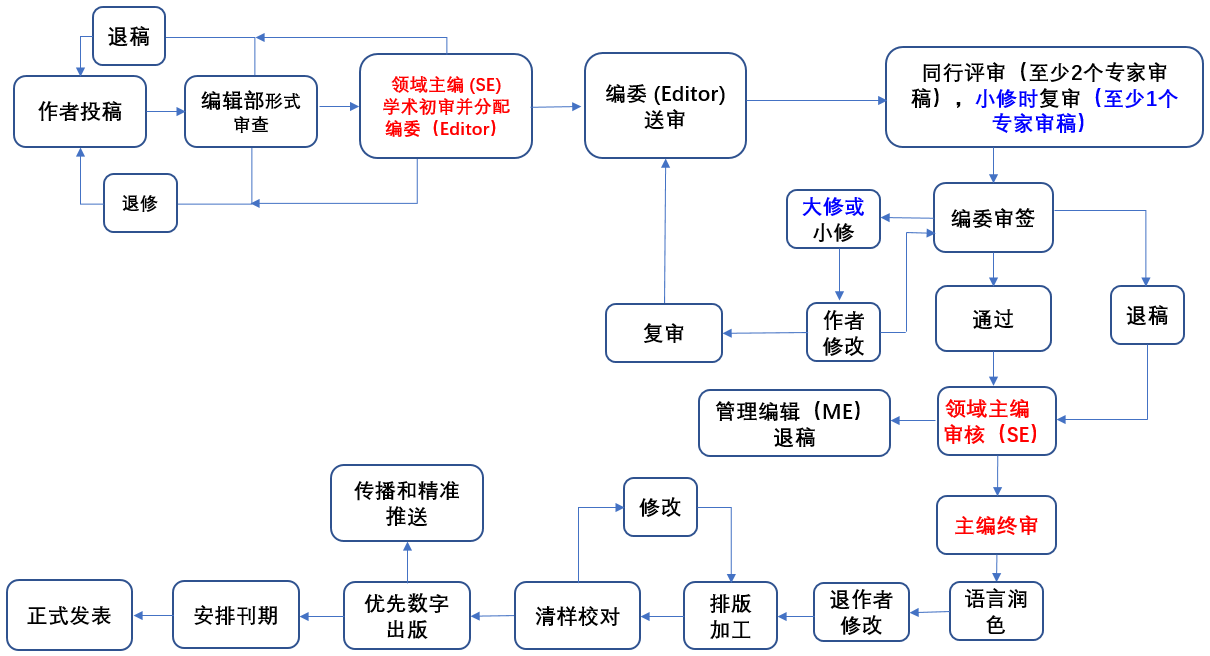 退稿
作者投稿
编辑部形式
审查
领域主编 (SE)
学术初审并分配
编委（Editor）
退修
编委 (Editor)
送审
同行评审（至少2个专家审
稿），小修时复审（至少1个
专家审稿）
编委审签
大修或
小修
作者
修改
复审
通过
退稿
领域主编
审核（SE）
管理编辑（ME）
退稿
主编终审
语言润
色
退作者
修改
排版
加工
修改
清样校对
优先数字
出版
传播和精准
推送
安排刊期
正式发表